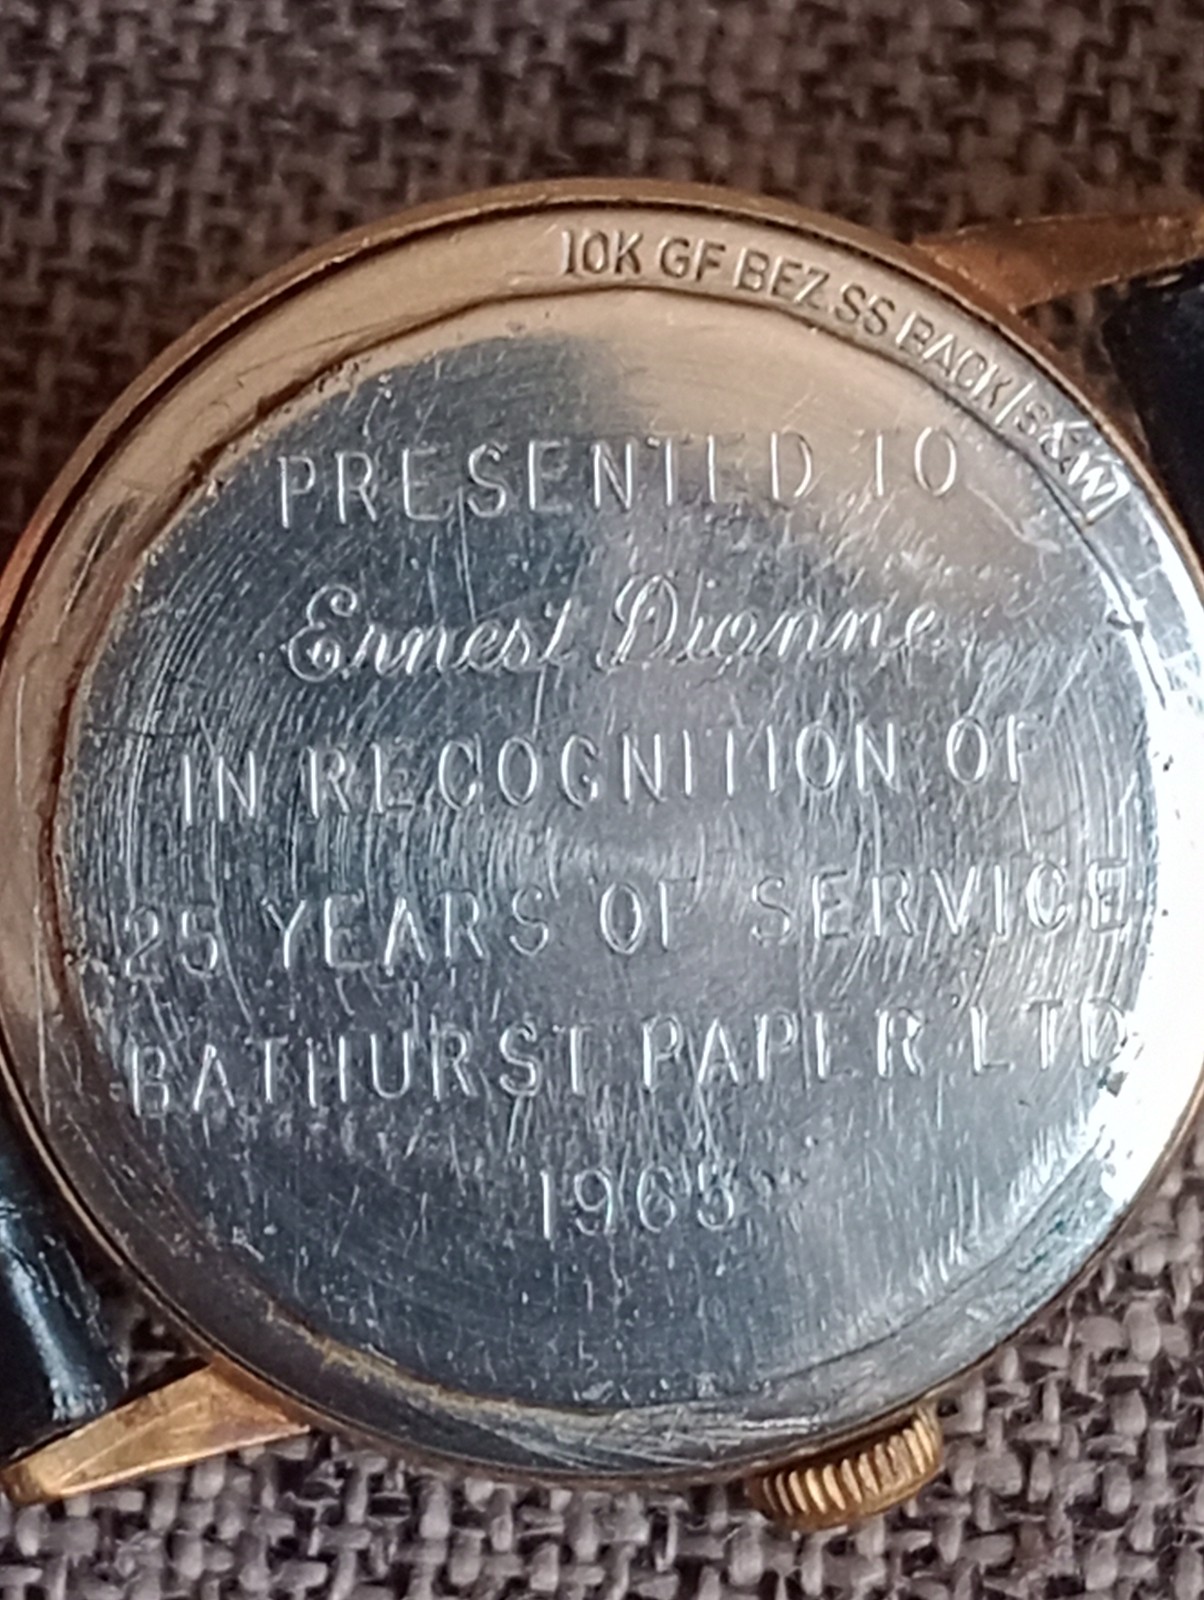 10K GF BEZ. SS BACK S&W
PRESENTED TO
Ernest Dionne
IN RECOGNITION OF
25 YEARS OF SERVICE
BATHURST PAPER LTD
1965